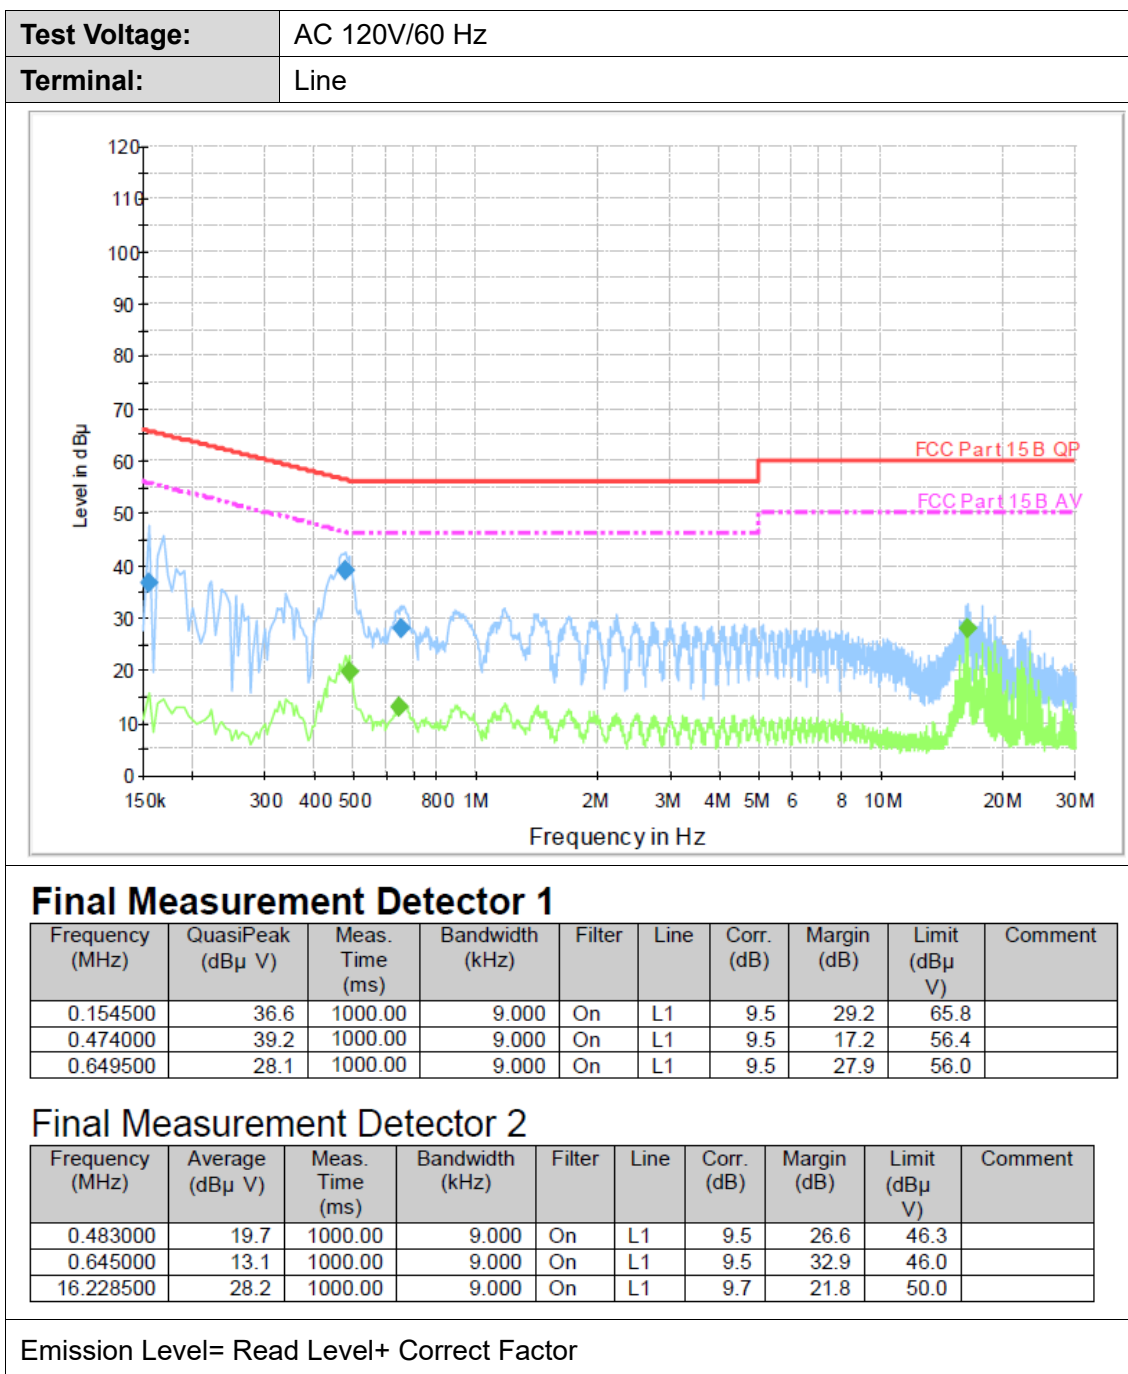 Test Voltage: AC 120V/60 Hz
Terminal: Line
120
110
100
90
80
70
60
50
40
30
20
10
0
Level in dBµ
FCC Part 15 B QP
FCC Part 15 B AV
150k 300 400 500 800 1M 2M 3M 4M 5M 6 8 10M 20M 30M
Frequency in Hz
Final Measurement Detector 1
Frequency (MHz) QuasiPeak (dBµ V) Meas. Time (ms) Bandwidth (kHz) Filter Line Corr. (dB) Margin (dB) Limit (dBµ V) Comment
0.154500 36.6 1000.00 9.000 On L1 9.5 29.2 65.8
0.474000 39.2 1000.00 9.000 On L1 9.5 17.2 56.4
0.649500 28.1 1000.00 9.000 On L1 9.5 27.9 56.0
Final Measurement Detector 2
Frequency (MHz) Average (dBµ V) Meas. Time (ms) Bandwidth (kHz) Filter Line Corr. (dB) Margin (dB) Limit (dBµ V) Comment
0.483000 19.7 1000.00 9.000 On L1 9.5 26.6 46.3
0.645000 13.1 1000.00 9.000 On L1 9.5 32.9 46.0
16.228500 28.2 1000.00 9.000 On L1 9.7 21.8 50.0
Emission Level= Read Level+ Correct Factor